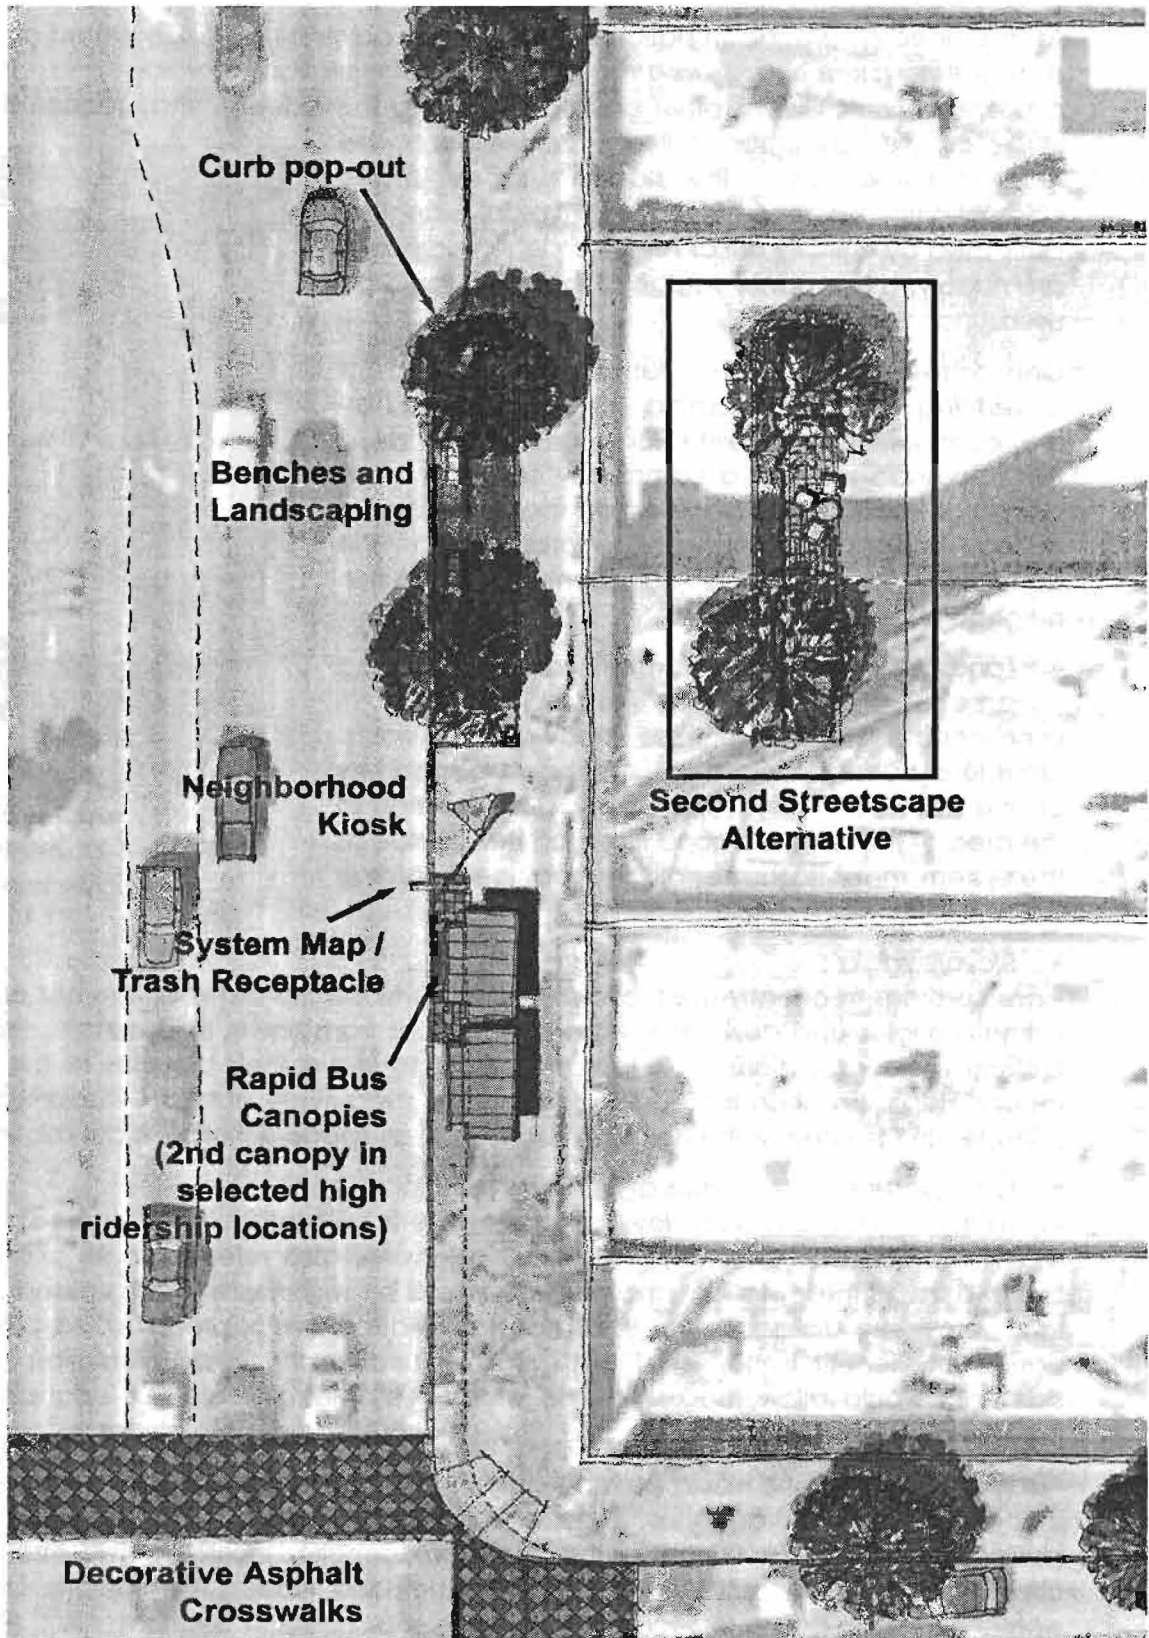 Curb pop-out
Benches and
Landscaping
Neighborhood
Kiosk
Second Streetscape
Alternative
System Map /
Trash Receptacle
Rapid Bus
Canopies
(2nd canopy in
selected high
ridership locations)
Decorative Asphalt
Crosswalks